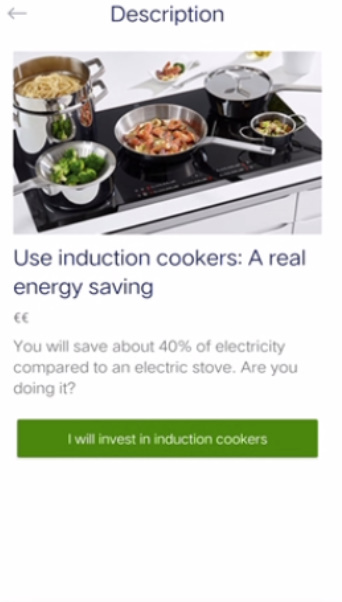 Description
Use induction cookers: A real
energy saving
€€
You will save about 40% of electricity
compared to an electric stove. Are you
doing it?
I will invest in induction cookers